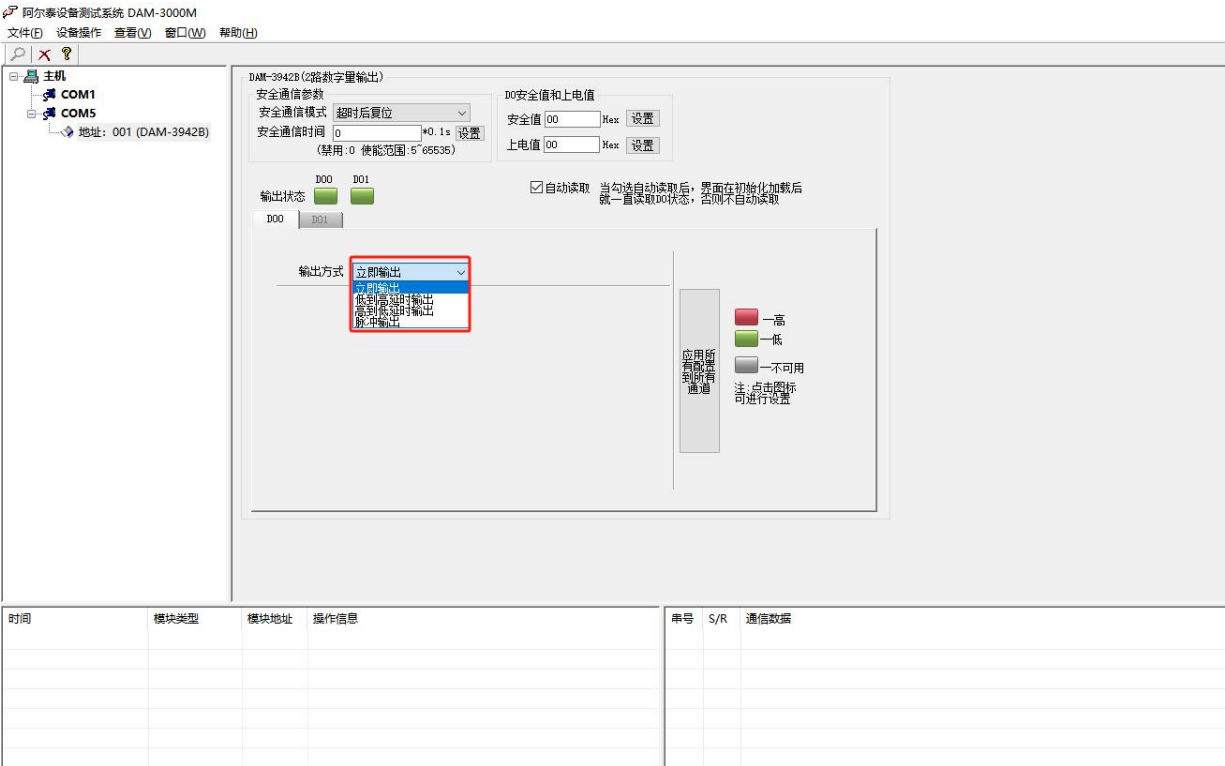 阿尔泰设备测试系统 DAM-3000M
文件(F) 设备操作 查看(V) 窗口(W) 帮助(H)
主机
COM1
COM5
地址：001 (DAM-3942B)
DAM-3942B(2路数字量输出)
安全通信参数
安全通信模式 超时后复位
安全通信时间 0 *0.1s 设置
(禁用:0 使能范围:5~65535)
DO安全值和上电值
安全值 00 Hex 设置
上电值 00 Hex 设置
DO0 DO1
输出状态
自动读取 当勾选自动读取后，界面在初始化加载后
就一直读取DO状态，否则不自动读取
DO0 DO1
输出方式 立即输出
立即输出
低到高延时输出
高到低延时输出
脉冲输出
应用所
有配置
到所有
通道
—高
—低
—不可用
注:点击图标
可进行设置
时间 模块类型 模块地址 操作信息
串号 S/R 通信数据